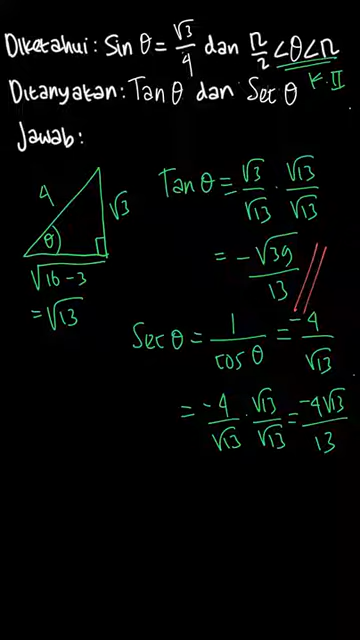 Diketahui: Sin θ = √3/4 dan π/2 < θ < π
K. II
Ditanyakan: Tan θ dan Sec θ
Jawab:
4
√3
θ
√16 - 3
= √13
Tan θ = √3/√13 . √13/√13
= -√39/13
Sec θ = 1/cos θ = -4/√13
= -4/√13 . √13/√13 = -4√13/13